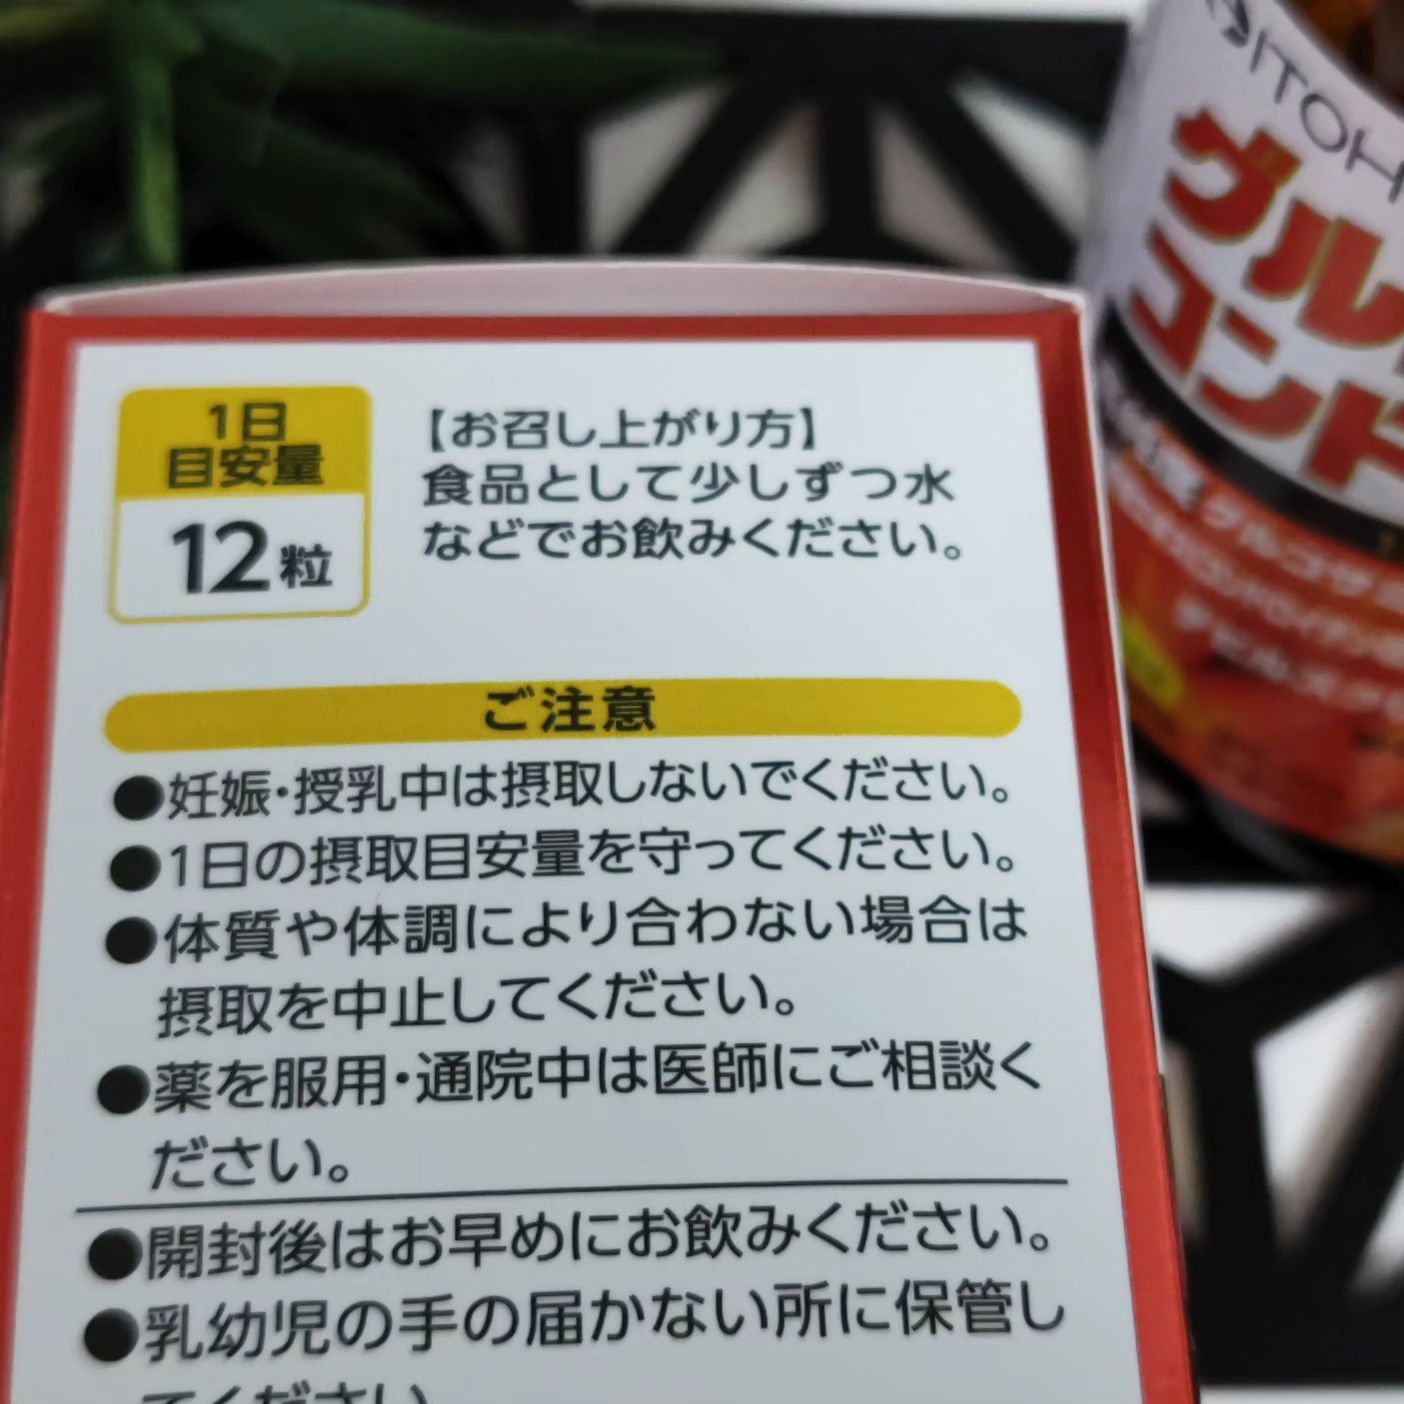 1日
目安量
12粒
【お召し上がり方】
食品として少しずつ水
などでお飲みください。
ご注意
●妊娠・授乳中は摂取しないでください。
●1日の摂取目安量を守ってください。
●体質や体調により合わない場合は
摂取を中止してください。
●薬を服用・通院中は医師にご相談く
ださい。
●開封後はお早めにお飲みください。
●乳幼児の手の届かない所に保管し
てください
ITOH
グル
コンド